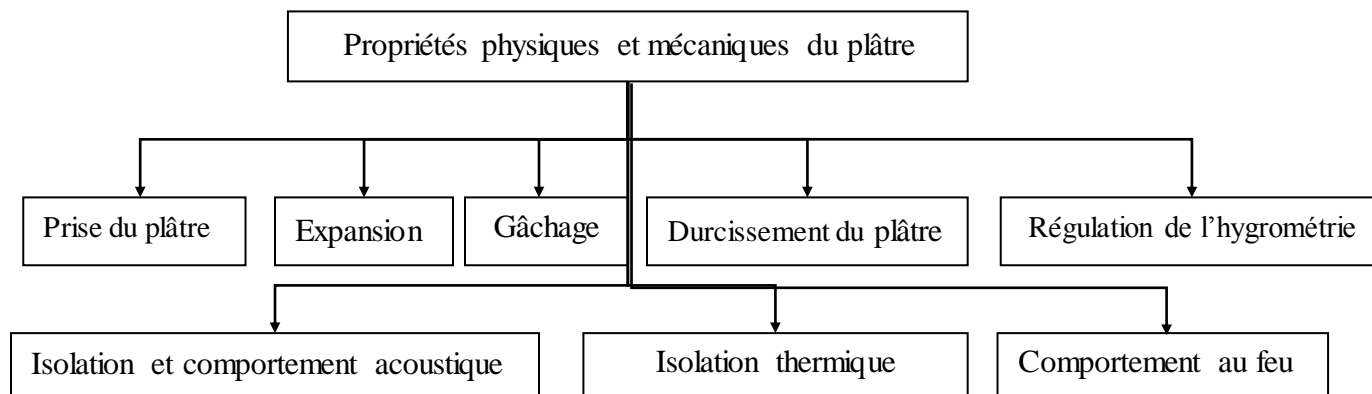 Propriétés physiques et mécaniques du plâtre
Prise du plâtre
Expansion
Gâchage
Durcissement du plâtre
Régulation de l’hygrométrie
Isolation et comportement acoustique
Isolation thermique
Comportement au feu